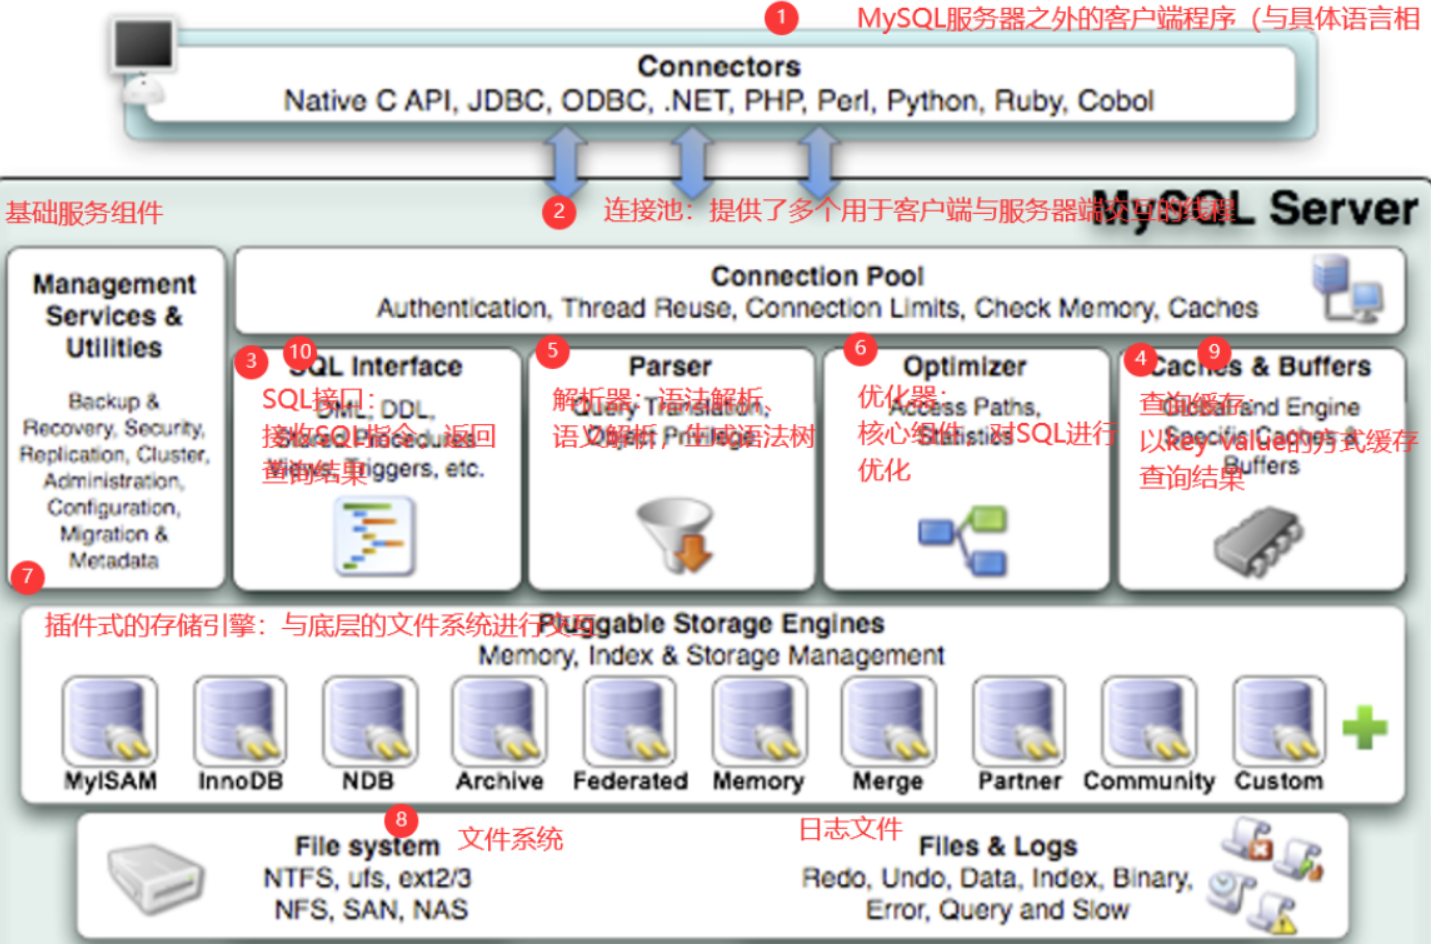 1 MySQL服务器之外的客户端程序（与具体语言相
Connectors
Native C API, JDBC, ODBC, .NET, PHP, Perl, Python, Ruby, Cobol
基础服务组件
2 连接池：提供了多个用于客户端与服务器端交互的线程
MySQL Server
Management
Services &
Utilities
Backup &
Recovery, Security,
Replication, Cluster,
Administration,
Configuration,
Migration &
Metadata
Connection Pool
Authentication, Thread Reuse, Connection Limits, Check Memory, Caches
3 10
SQL Interface
SQL接口：
DML, DDL,
接收SQL指令，返回
Stored Procedures
查询结果
Views, Triggers, etc.
5
Parser
解析器：语法解析、
Query Translation,
语义解析，生成语法树
Object Privilege
6
Optimizer
优化器：
Access Paths,
核心组件，对SQL进行
Statistics
优化
4 9
Caches & Buffers
查询缓存：
Global and Engine
以key-value的方式缓存
Specific Caches &
查询结果
Buffers
7
插件式的存储引擎：与底层的文件系统进行交互
Pluggable Storage Engines
Memory, Index & Storage Management
MyISAM InnoDB NDB Archive Federated Memory Merge Partner Community Custom
8
File system
文件系统
NTFS, ufs, ext2/3
NFS, SAN, NAS
日志文件
Files & Logs
Redo, Undo, Data, Index, Binary,
Error, Query and Slow